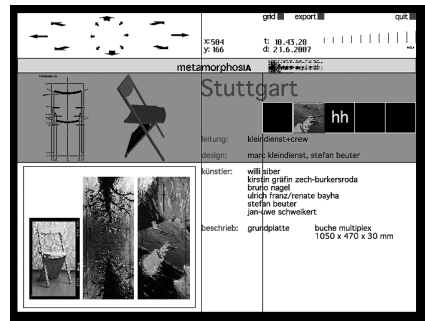 grid export quit
x:504 t: 10.43.20
y: 166 d: 21.6.2007
metamorphosIA
Stuttgart
hh
leitung: kleindienst+crew
design: marc kleindienst, stefan beuter
künstler: willi siber
kirstin gräfin zech-burkersroda
bruno nagel
ulrich franz/renate bayha
stefan beuter
jan-uwe schweikert
beschrieb: grundplatte buche multiplex
1050 x 470 x 30 mm